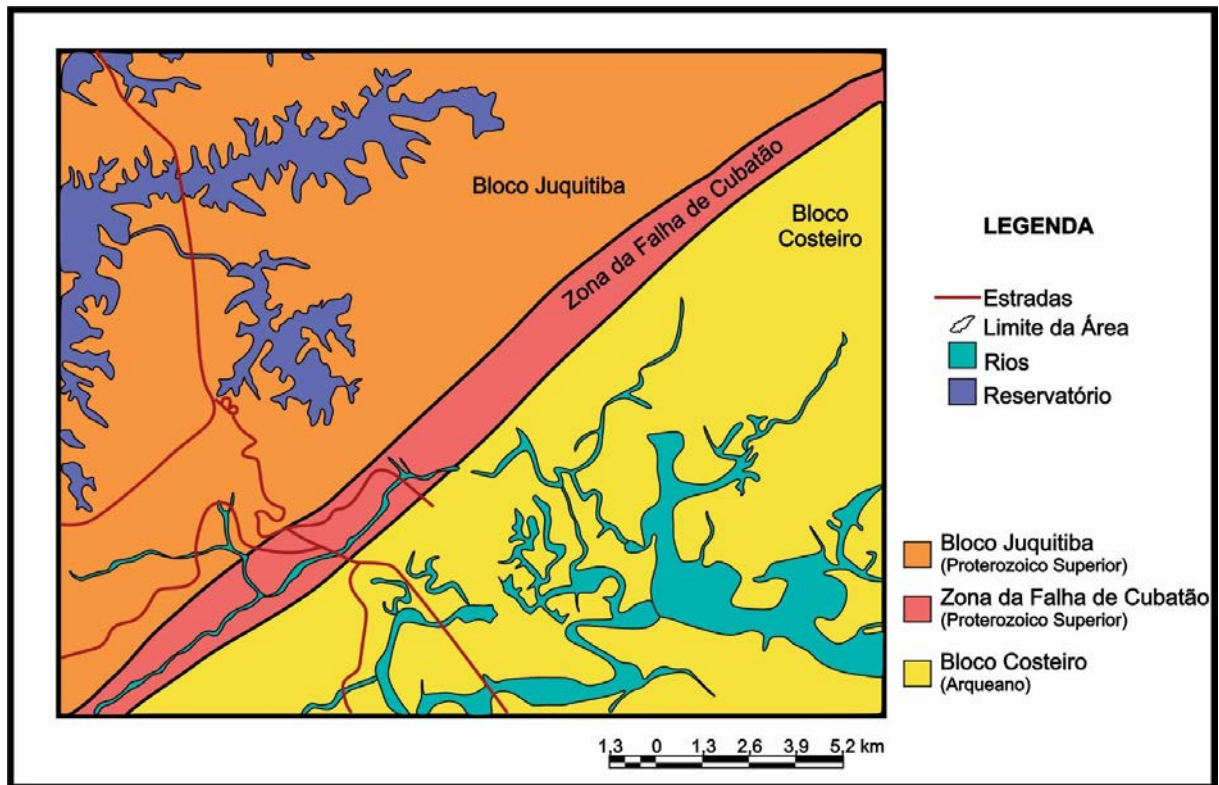 Bloco Juquitiba
Zona da Falha de Cubatão
Bloco
Costeiro
LEGENDA
Estradas
Limite da Área
Rios
Reservatório
Bloco Juquitiba
(Proterozoico Superior)
Zona da Falha de Cubatão
(Proterozoico Superior)
Bloco Costeiro
(Arqueano)
1,3 0 1,3 2,6 3,9 5,2 km